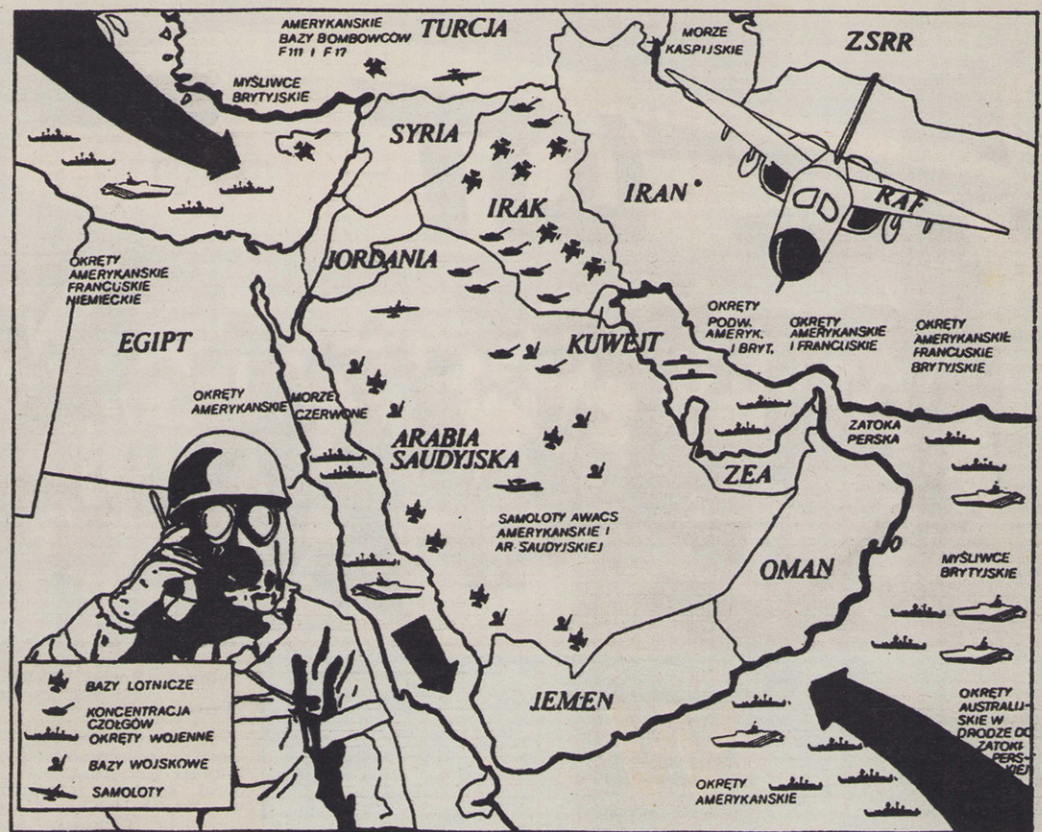 AMERYKAŃSKIE
BAZY BOMBOWCÓW
F 111 I F 17
TURCJA
MORZE
KASPIJSKIE
ZSRR
MYŚLIWCE
BRYTYJSKIE
SYRIA
IRAK
IRAN
RAF
JORDANIA
OKRĘTY
AMERYKAŃSKIE
FRANCUSKIE
NIEMIECKIE
EGIPT
KUWEJT
OKRĘTY
PODW.
AMERYK.
I BRYT.
OKRĘTY
AMERYKAŃSKIE
I FRANCUSKIE
OKRĘTY
AMERYKAŃSKIE
FRANCUSKIE
BRYTYJSKIE
OKRĘTY
AMERYKAŃSKIE
MORZE
CZERWONE
ARABIA
SAUDYJSKA
ZATOKA
PERSKA
ZEA
SAMOLOTY AWACS
AMERYKAŃSKIE I
AR SAUDYJSKIEJ
OMAN
MYŚLIWCE
BRYTYJSKIE
JEMEN
OKRĘTY
AUSTRALIJ-
SKIE W
DRODZE DO
ZATOKI
PERS-
KIEJ
OKRĘTY
AMERYKAŃSKIE
BAZY LOTNICZE
KONCENTRACJA
CZOŁGÓW
OKRĘTY WOJENNE
BAZY WOJSKOWE
SAMOLOTY